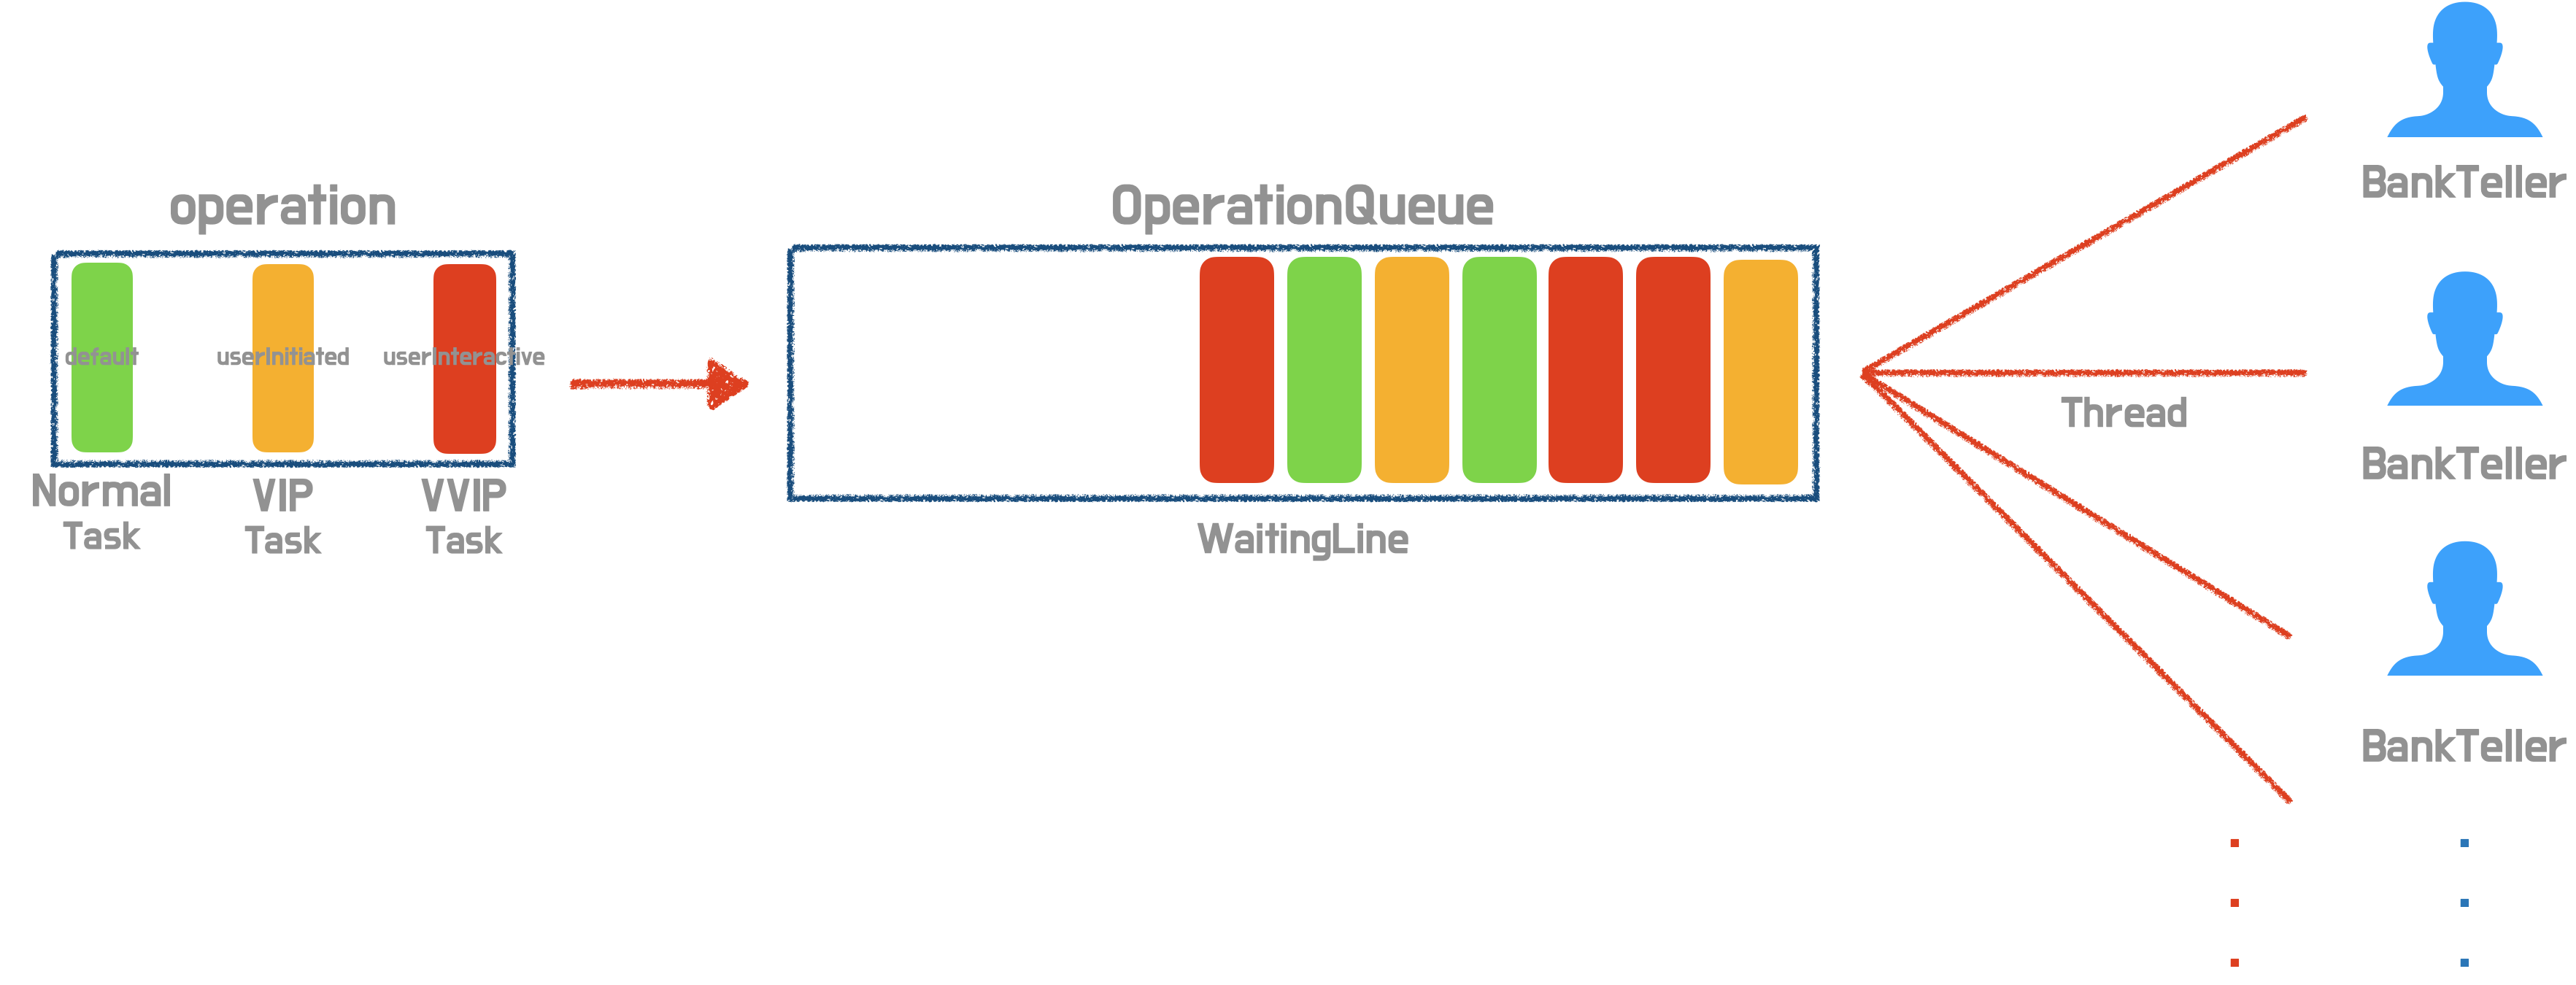 operation
default
userInitiated
userInteractive
Normal
Task
VIP
Task
VVIP
Task
OperationQueue
WaitingLine
Thread
BankTeller
BankTeller
BankTeller